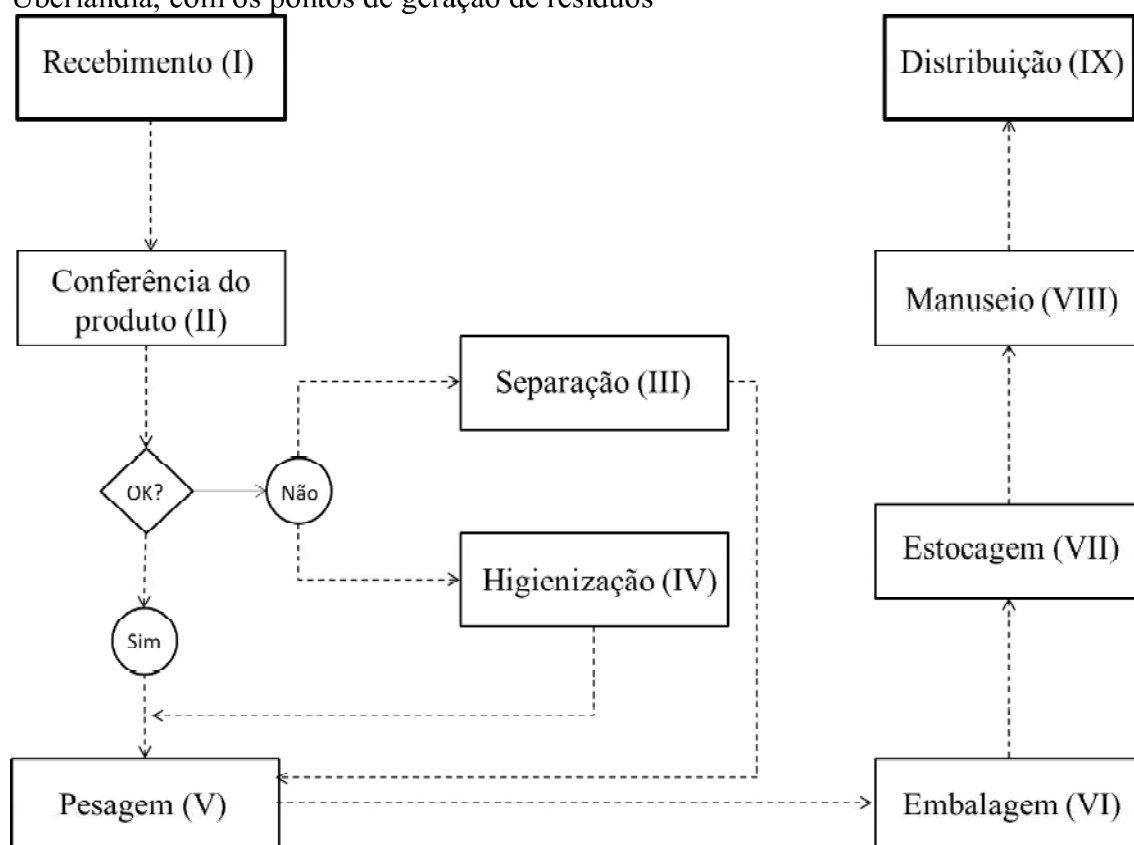 Uberlândia, com os pontos de geração de resíduos
Recebimento (I)
Distribuição (IX)
Conferência do
produto (II)
Manuseio (VIII)
Separação (III)
OK?
Não
Estocagem (VII)
Higienização (IV)
Sim
Pesagem (V)
Embalagem (VI)